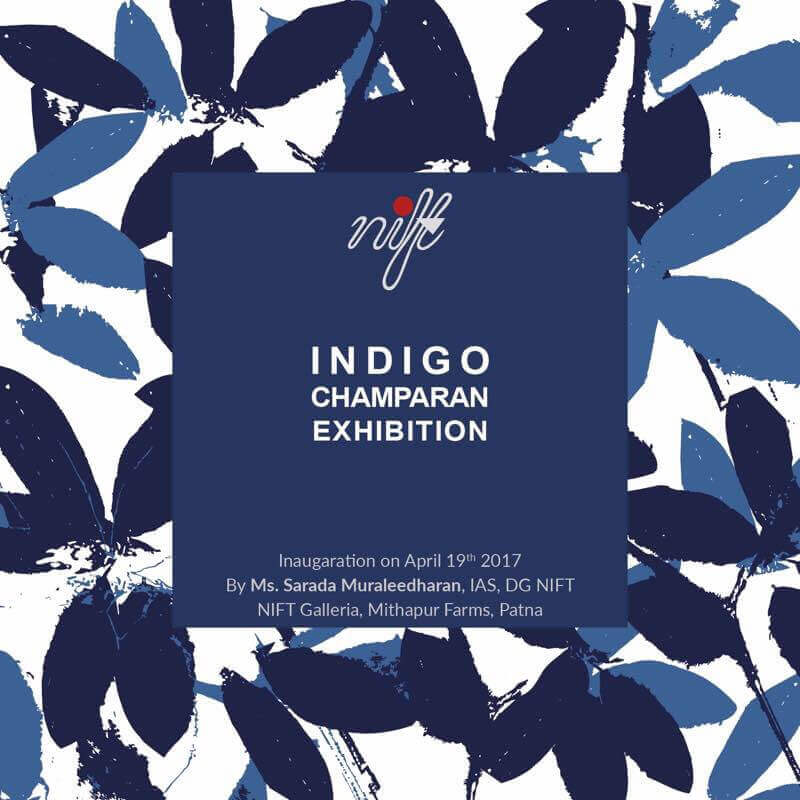 nift
INDIGO
CHAMPARAN
EXHIBITION
Inaugaration on April 19th 2017
By Ms. Sarada Muraleedharan, IAS, DG NIFT
NIFT Galleria, Mithapur Farms, Patna